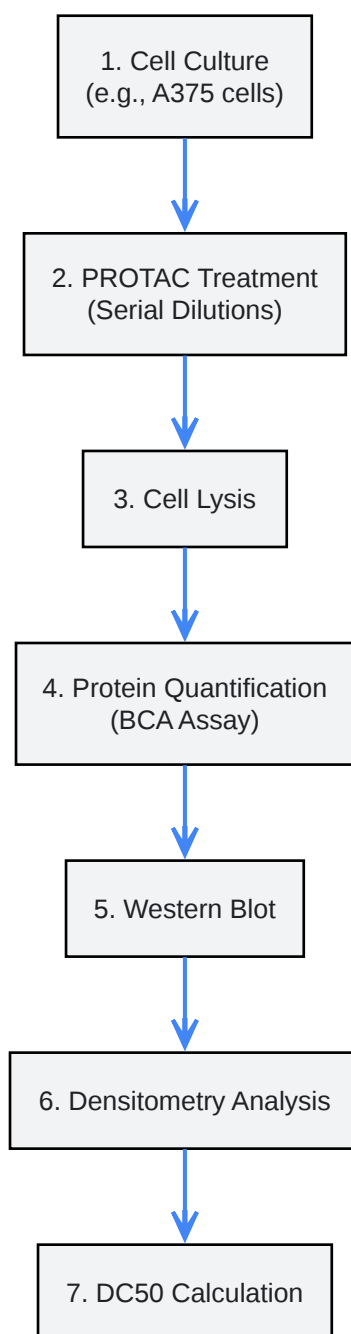 1. Cell Culture
(e.g., A375 cells)
2. PROTAC Treatment
(Serial Dilutions)
3. Cell Lysis
4. Protein Quantification
(BCA Assay)
5. Western Blot
6. Densitometry Analysis
7. DC50 Calculation